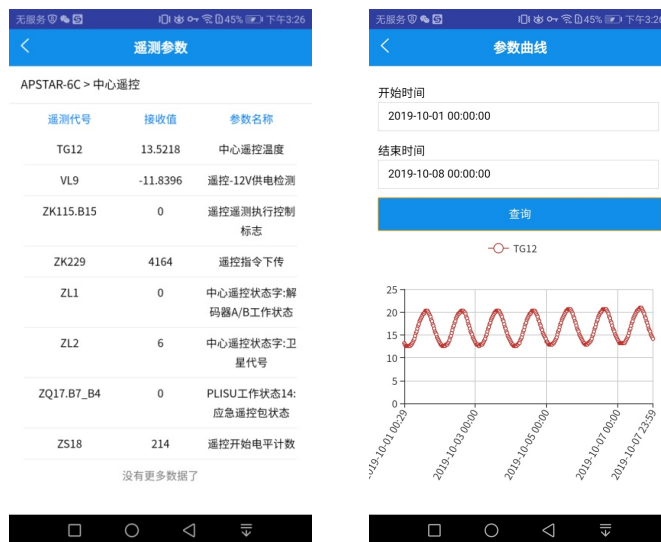 无服务 45% 下午3:26
遥测参数
APSTAR-6C > 中心遥控
遥测代号 接收值 参数名称
TG12 13.5218 中心遥控温度
VL9 -11.8396 遥控-12V供电检测
ZK115.B15 0 遥控遥测执行控制
标志
ZK229 4164 遥控指令下传
ZL1 0 中心遥控状态字:解
码器A/B工作状态
ZL2 6 中心遥控状态字:卫
星代号
ZQ17.B7_B4 0 PLISU工作状态14:
应急遥控包状态
ZS18 214 遥控开始电平计数
没有更多数据了
无服务 45% 下午3:26
参数曲线
开始时间
2019-10-01 00:00:00
结束时间
2019-10-08 00:00:00
查询
TG12
25
20
15
10
5
0
2019-10-03 00:00
2019-10-05 00:00
2019-10-07 00:00
2019-10-07 23:59